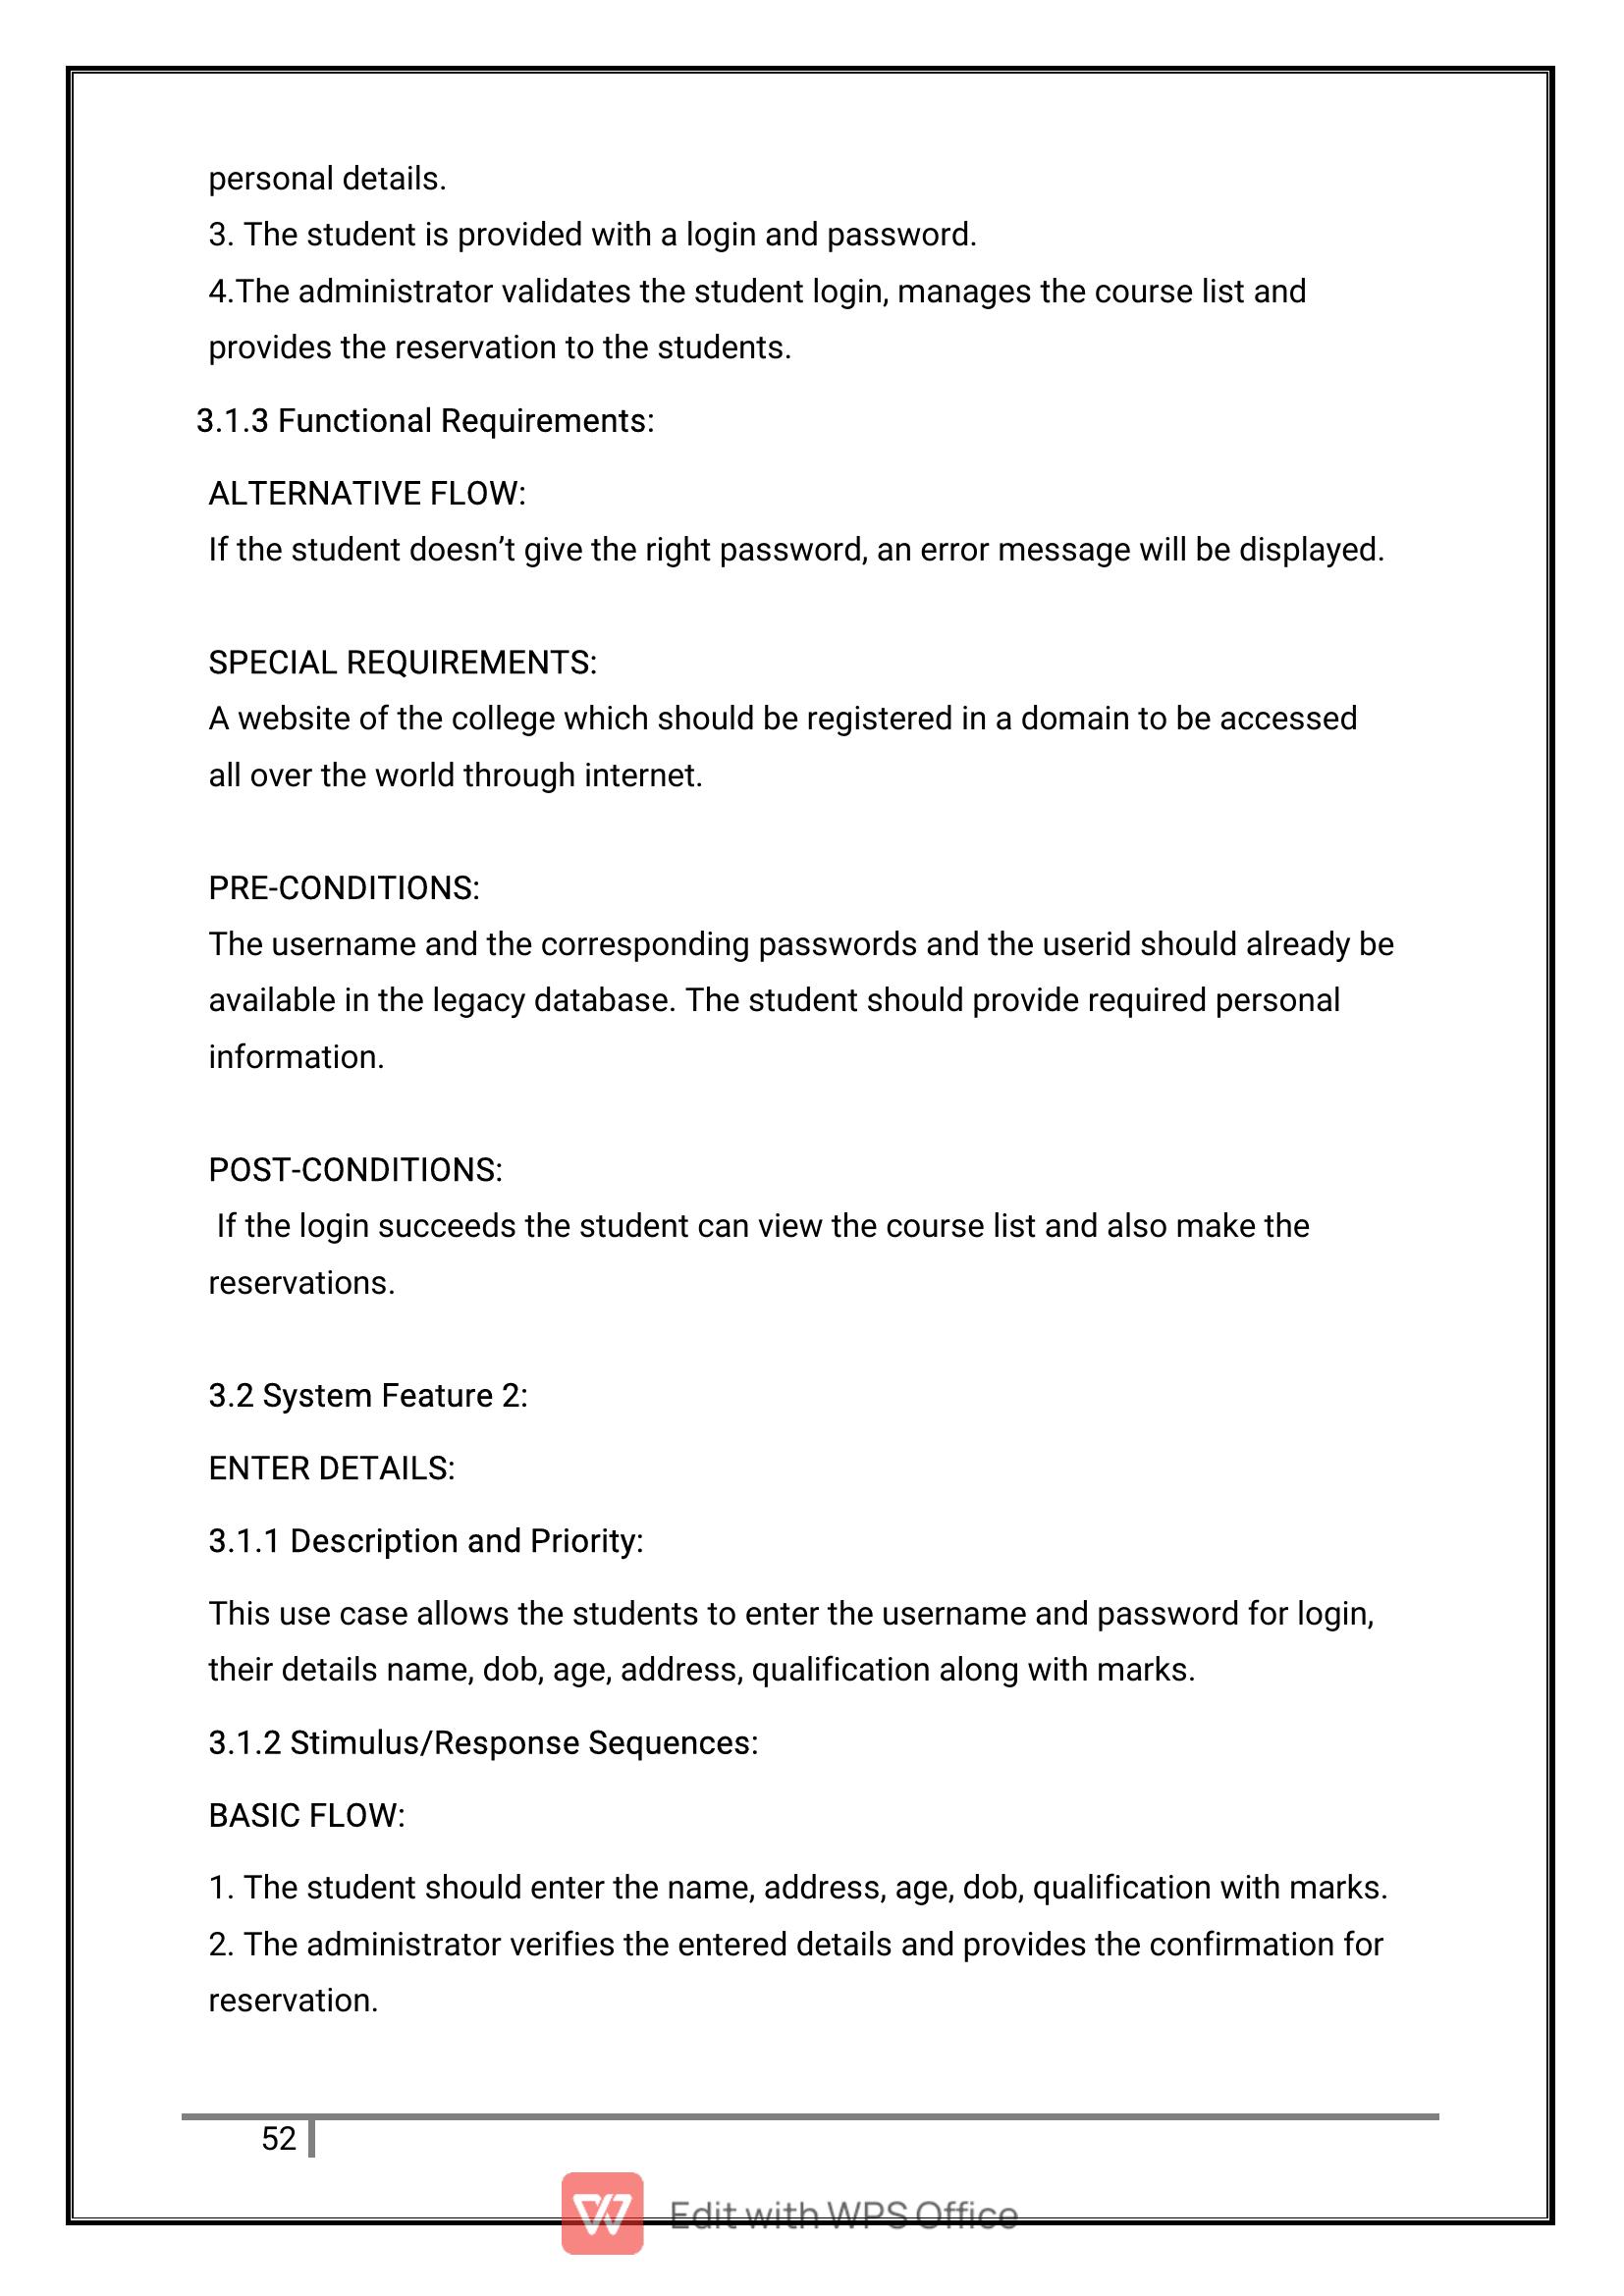 personal details.
3. The student is provided with a login and password.
4.The administrator validates the student login, manages the course list and
provides the reservation to the students.
3.1.3 Functional Requirements:
ALTERNATIVE FLOW:
If the student doesn’t give the right password, an error message will be displayed.
SPECIAL REQUIREMENTS:
A website of the college which should be registered in a domain to be accessed
all over the world through internet.
PRE-CONDITIONS:
The username and the corresponding passwords and the userid should already be
available in the legacy database. The student should provide required personal
information.
POST-CONDITIONS:
If the login succeeds the student can view the course list and also make the
reservations.
3.2 System Feature 2:
ENTER DETAILS:
3.1.1 Description and Priority:
This use case allows the students to enter the username and password for login,
their details name, dob, age, address, qualification along with marks.
3.1.2 Stimulus/Response Sequences:
BASIC FLOW:
1. The student should enter the name, address, age, dob, qualification with marks.
2. The administrator verifies the entered details and provides the confirmation for
reservation.
52
Edit with WPS Office